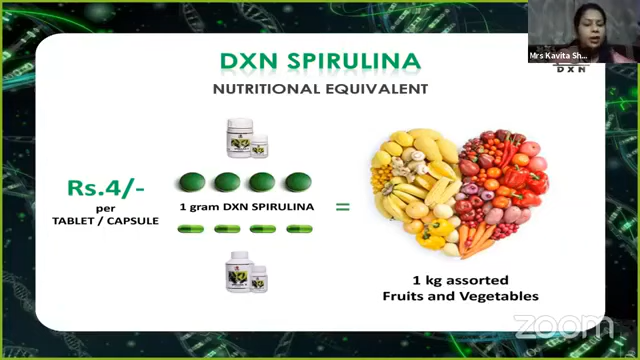 DXN SPIRULINA
NUTRITIONAL EQUIVALENT
Mrs Kavita Sh...
DXN
Rs.4/-
per
TABLET / CAPSULE
1 gram DXN SPIRULINA
=
1 kg assorted
Fruits and Vegetables
zoom